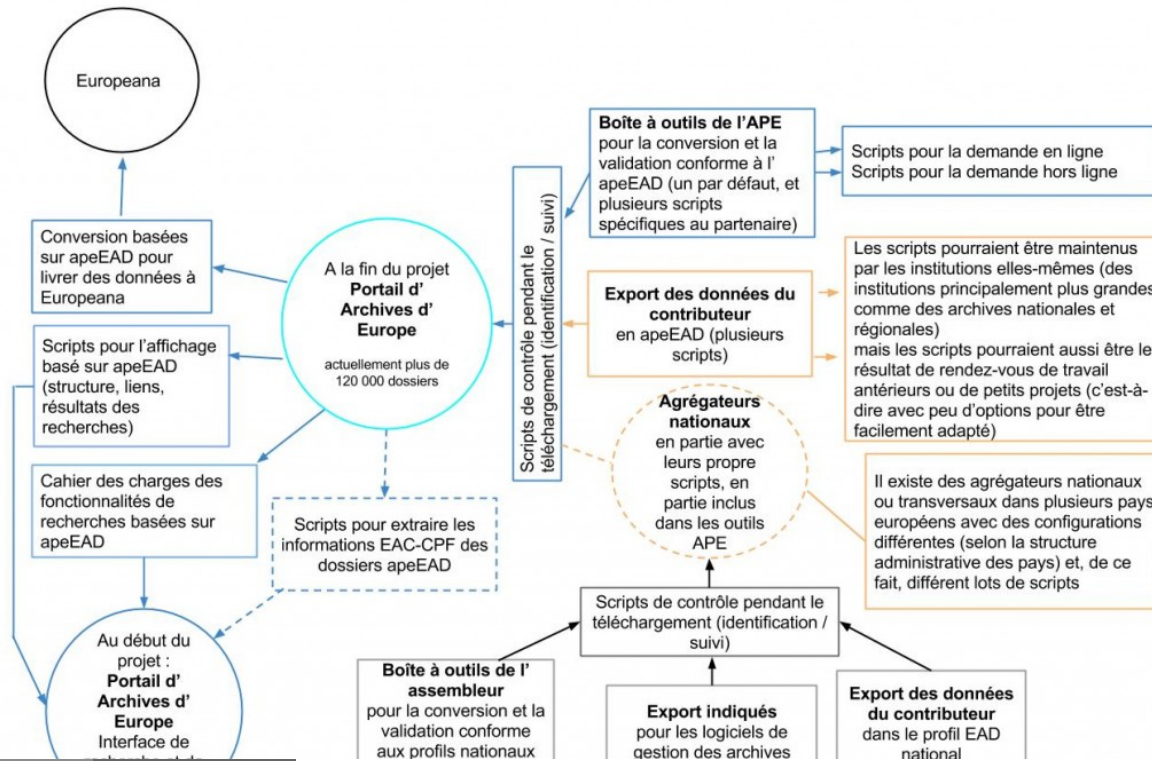 Europeana
Conversion basées
sur apeEAD pour
livrer des données à
Europeana
Scripts pour l'affichage
basé sur apeEAD
(structure, liens,
résultats des
recherches)
Cahier des charges des
fonctionnalités de
recherches basées sur
apeEAD
Au début du
projet :
Portail d'
Archives d'
Europe
Interface de
A la fin du projet
Portail d'
Archives d'
Europe
actuellement plus de
120 000 dossiers
Scripts pour extraire les
informations EAC-CPF des
dossiers apeEAD
Scripts de contrôle pendant le
téléchargement (identification / suivi)
Boîte à outils de l'APE
pour la conversion et la
validation conforme à l'
apeEAD (un par défaut, et
plusieurs scripts
spécifiques au partenaire)
Scripts pour la demande en ligne
Scripts pour la demande hors ligne
Export des données du
contributeur
en apeEAD (plusieurs
scripts)
Les scripts pourraient être maintenus
par les institutions elles-mêmes (des
institutions principalement plus grandes
comme des archives nationales et
régionales)
mais les scripts pourraient aussi être le
résultat de rendez-vous de travail
antérieurs ou de petits projets (c'est-à-
dire avec peu d'options pour être
facilement adapté)
Agrégateurs
nationaux
en partie avec
leurs propre
scripts, en
partie inclus
dans les outils
APE
Il existe des agrégateurs nationaux
ou transversaux dans plusieurs pays
européens avec des configurations
différentes (selon la structure
administrative des pays) et, de ce
fait, différent lots de scripts
Scripts de contrôle pendant le
téléchargement (identification /
suivi)
Boîte à outils de l'
assembleur
pour la conversion et la
validation conforme
aux profils nationaux
Export indiqués
pour les logiciels de
gestion des archives
Export des données
du contributeur
dans le profil EAD
national